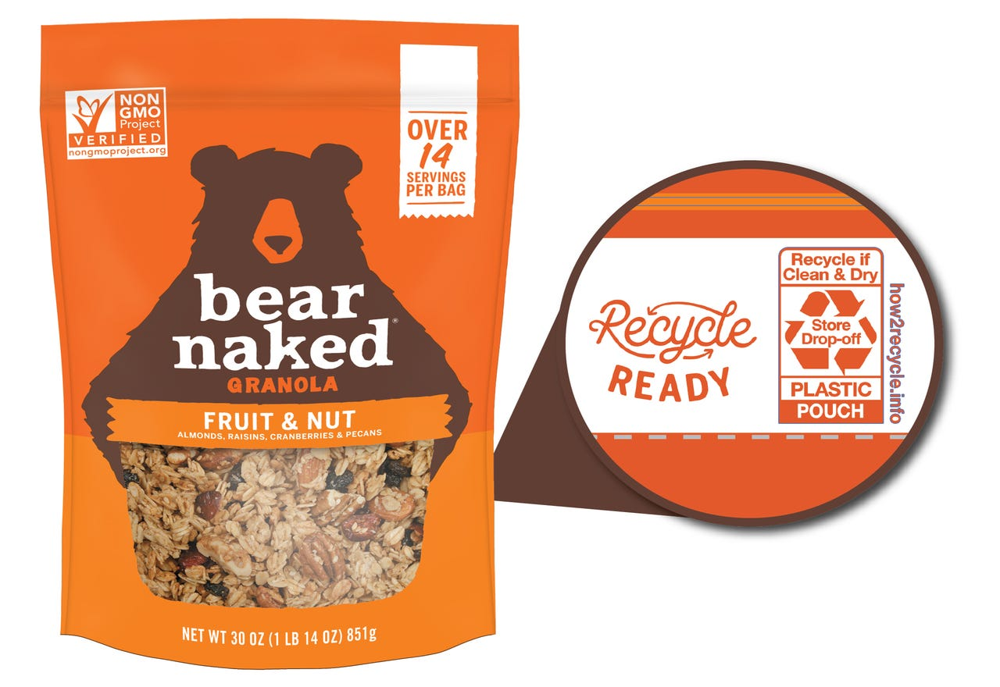 NON
GMO
Project
VERIFIED
nongmoproject.org
OVER
14
SERVINGS
PER BAG
bear
naked®
GRANOLA
FRUIT & NUT
ALMONDS, RAISINS, CRANBERRIES & PECANS
NET WT 30 OZ (1 LB 14 OZ) 851g
Recycle
READY
Recycle if
Clean & Dry
Store
Drop-off
PLASTIC
POUCH
how2recycle.info